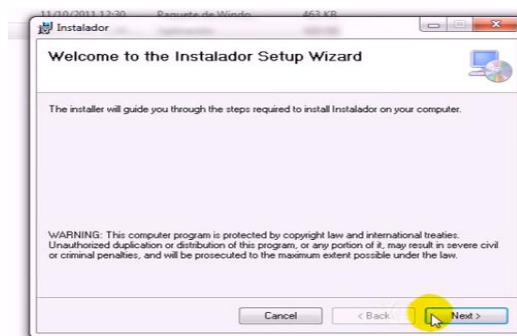 11/10/2011 12:30 Paquete de Windo... 463 KB
Instalador
Welcome to the Instalador Setup Wizard
The installer will guide you through the steps required to install Instalador on your computer.
WARNING: This computer program is protected by copyright law and international treaties.
Unauthorized duplication or distribution of this program, or any portion of it, may result in severe civil
or criminal penalties, and will be prosecuted to the maximum extent possible under the law.
Cancel < Back Next >